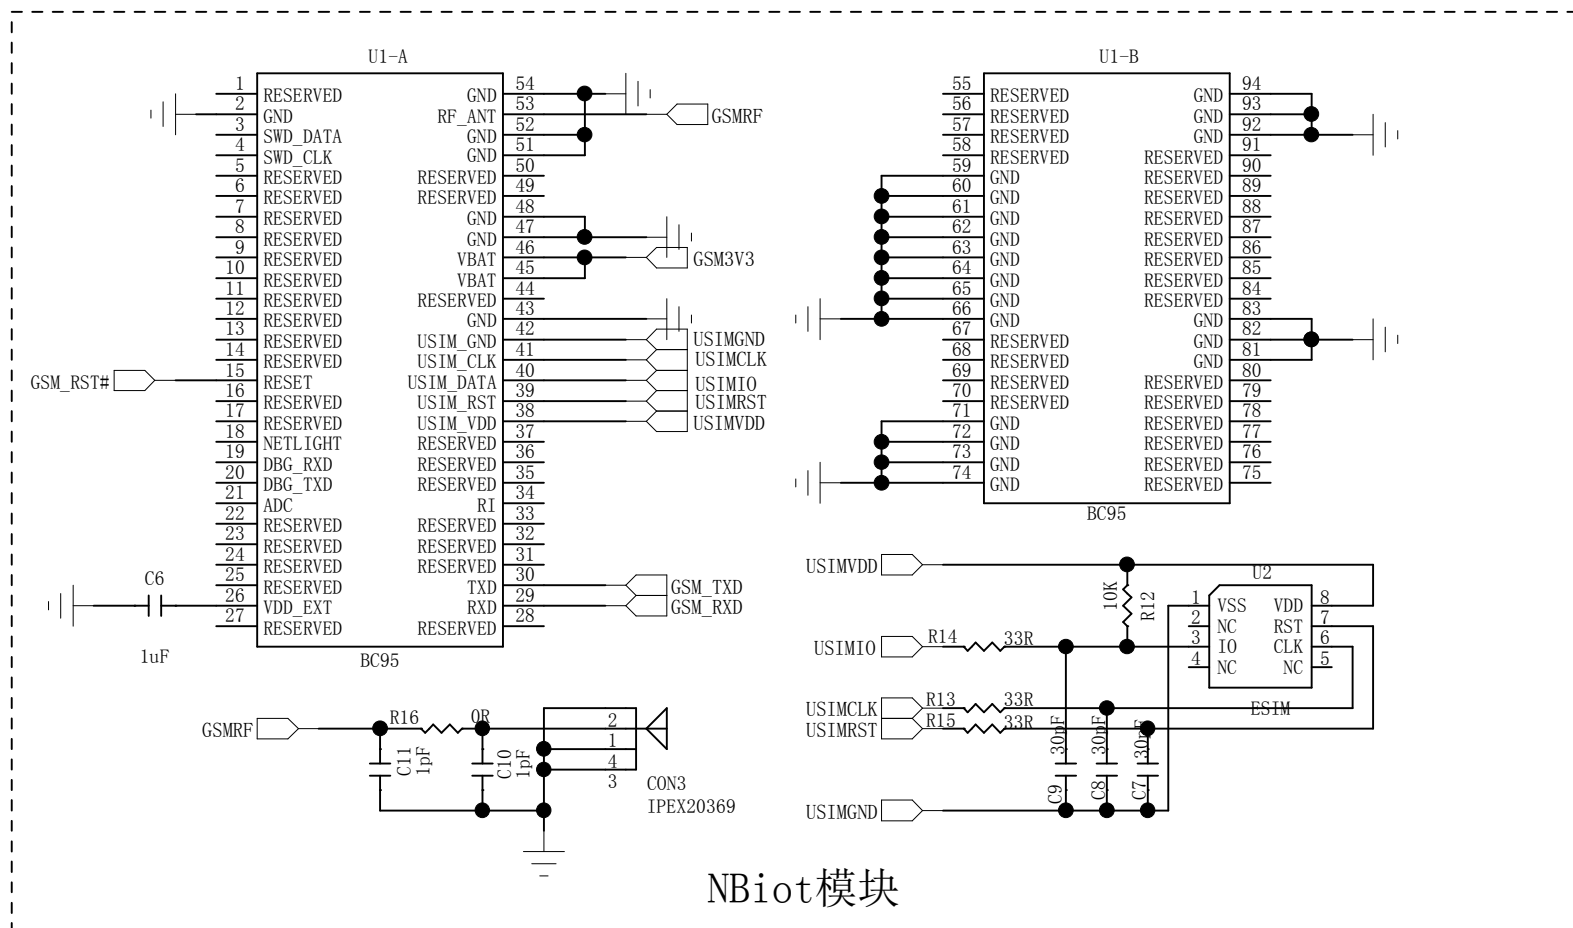 U1-A
1 RESERVED GND 54
2 GND RF_ANT 53 GSMRF
3 SWD_DATA GND 52
4 SWD_CLK GND 51
5 RESERVED RESERVED 50
6 RESERVED RESERVED 49
7 RESERVED GND 48
8 RESERVED GND 47
9 RESERVED VBAT 46 GSM3V3
10 RESERVED VBAT 45
11 RESERVED RESERVED 44
12 RESERVED GND 43
13 RESERVED USIM_GND 42 USIMGND
14 RESERVED USIM_CLK 41 USIMCLK
GSM_RST# 15 RESET USIM_DATA 40 USIMIO
16 RESERVED USIM_RST 39 USIMRST
17 RESERVED USIM_VDD 38 USIMVDD
18 NETLIGHT RESERVED 37
19 DBG_RXD RESERVED 36
20 DBG_TXD RESERVED 35
21 ADC RI 34
22 RESERVED RESERVED 33
23 RESERVED RESERVED 32
24 RESERVED RESERVED 31
25 RESERVED TXD 30 GSM_TXD
26 VDD_EXT RXD 29 GSM_RXD
27 RESERVED RESERVED 28
C6
1uF
BC95
U1-B
55 RESERVED GND 94
56 RESERVED GND 93
57 RESERVED GND 92
58 RESERVED RESERVED 91
59 GND RESERVED 90
60 GND RESERVED 89
61 GND RESERVED 88
62 GND RESERVED 87
63 GND RESERVED 86
64 GND RESERVED 85
65 GND RESERVED 84
66 GND GND 83
67 RESERVED GND 82
68 RESERVED GND 81
69 RESERVED RESERVED 80
70 RESERVED RESERVED 79
71 GND RESERVED 78
72 GND RESERVED 77
73 GND RESERVED 76
74 GND RESERVED 75
BC95
GSMRF
R16 0R
C11
1pF
C10
1pF
2
1
4
3
CON3
IPEX20369
USIMVDD
10K
R12
U2
1 VSS VDD 8
2 NC RST 7
3 IO CLK 6
4 NC NC 5
ESIM
USIMIO R14 33R
USIMCLK R13 33R
USIMRST R15 33R
30pF
30pF
30pF
C9
C8
C7
USIMGND
NBiot模块